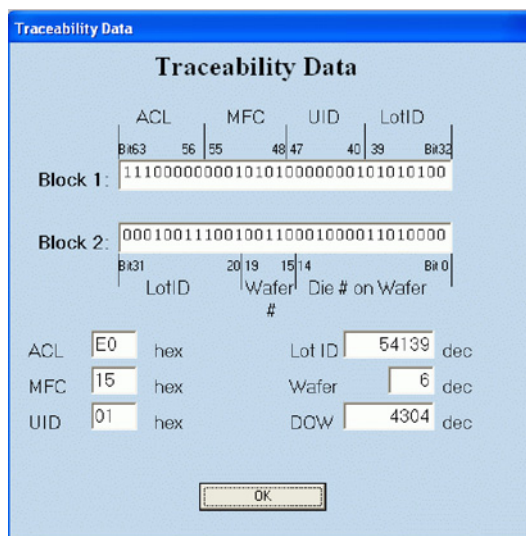 Traceability Data
Traceability Data
ACL MFC UID LotID
Bit63 56 55 48 47 40 39 Bit32
Block 1: 11100000000101010000000101010100
Block 2: 00010011100100110001000011010000
Bit31 20 19 15 14 Bit 0
LotID Wafer Die # on Wafer
#
ACL E0 hex Lot ID 54139 dec
MFC 15 hex Wafer 6 dec
UID 01 hex DOW 4304 dec
OK